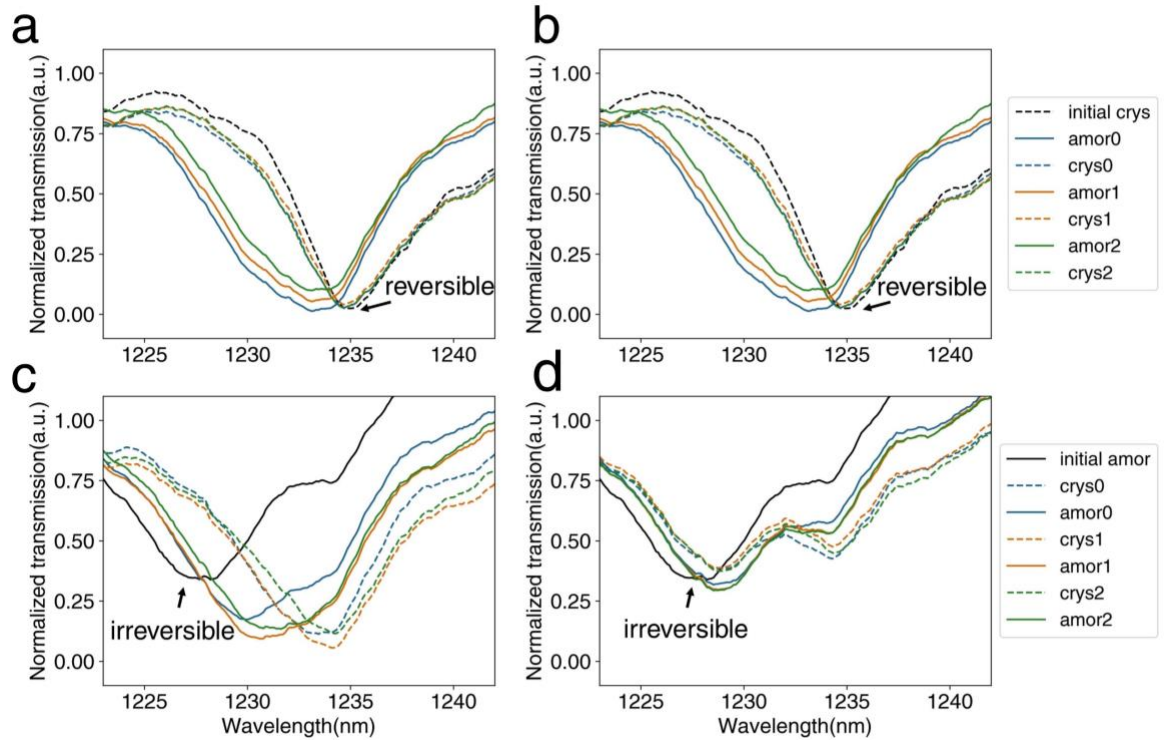 a
b
Normalized transmission(a.u.)
1.00
0.75
0.50
0.25
0.00
reversible
1225
1230
1235
1240
Normalized transmission(a.u.)
1.00
0.75
0.50
0.25
0.00
reversible
1225
1230
1235
1240
initial crys
amor0
crys0
amor1
crys1
amor2
crys2
c
d
Normalized transmission(a.u.)
1.00
0.75
0.50
0.25
0.00
irreversible
1225
1230
1235
1240
Wavelength(nm)
Normalized transmission(a.u.)
1.00
0.75
0.50
0.25
0.00
irreversible
1225
1230
1235
1240
Wavelength(nm)
initial amor
crys0
amor0
crys1
amor1
crys2
amor2